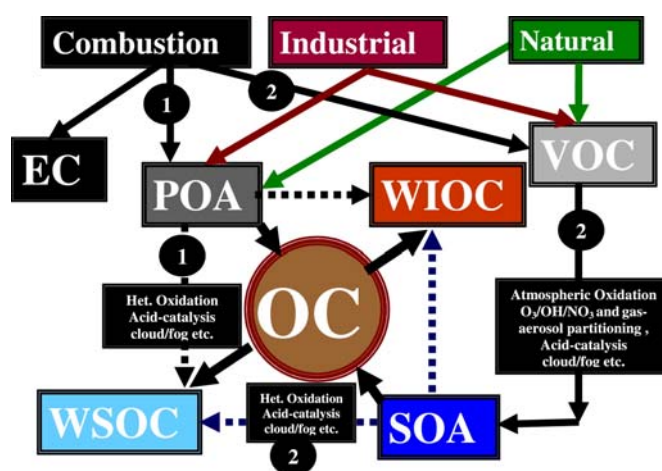 Combustion
Industrial
Natural
1
2
EC
POA
WIOC
VOC
1
2
Het. Oxidation
Acid-catalysis
cloud/fog etc.
OC
Atmospheric Oxidation
O₃/OH/NO₃ and gas-
aerosol partitioning ,
Acid-catalysis
cloud/fog etc.
WSOC
Het. Oxidation
Acid-catalysis
cloud/fog etc.
2
SOA